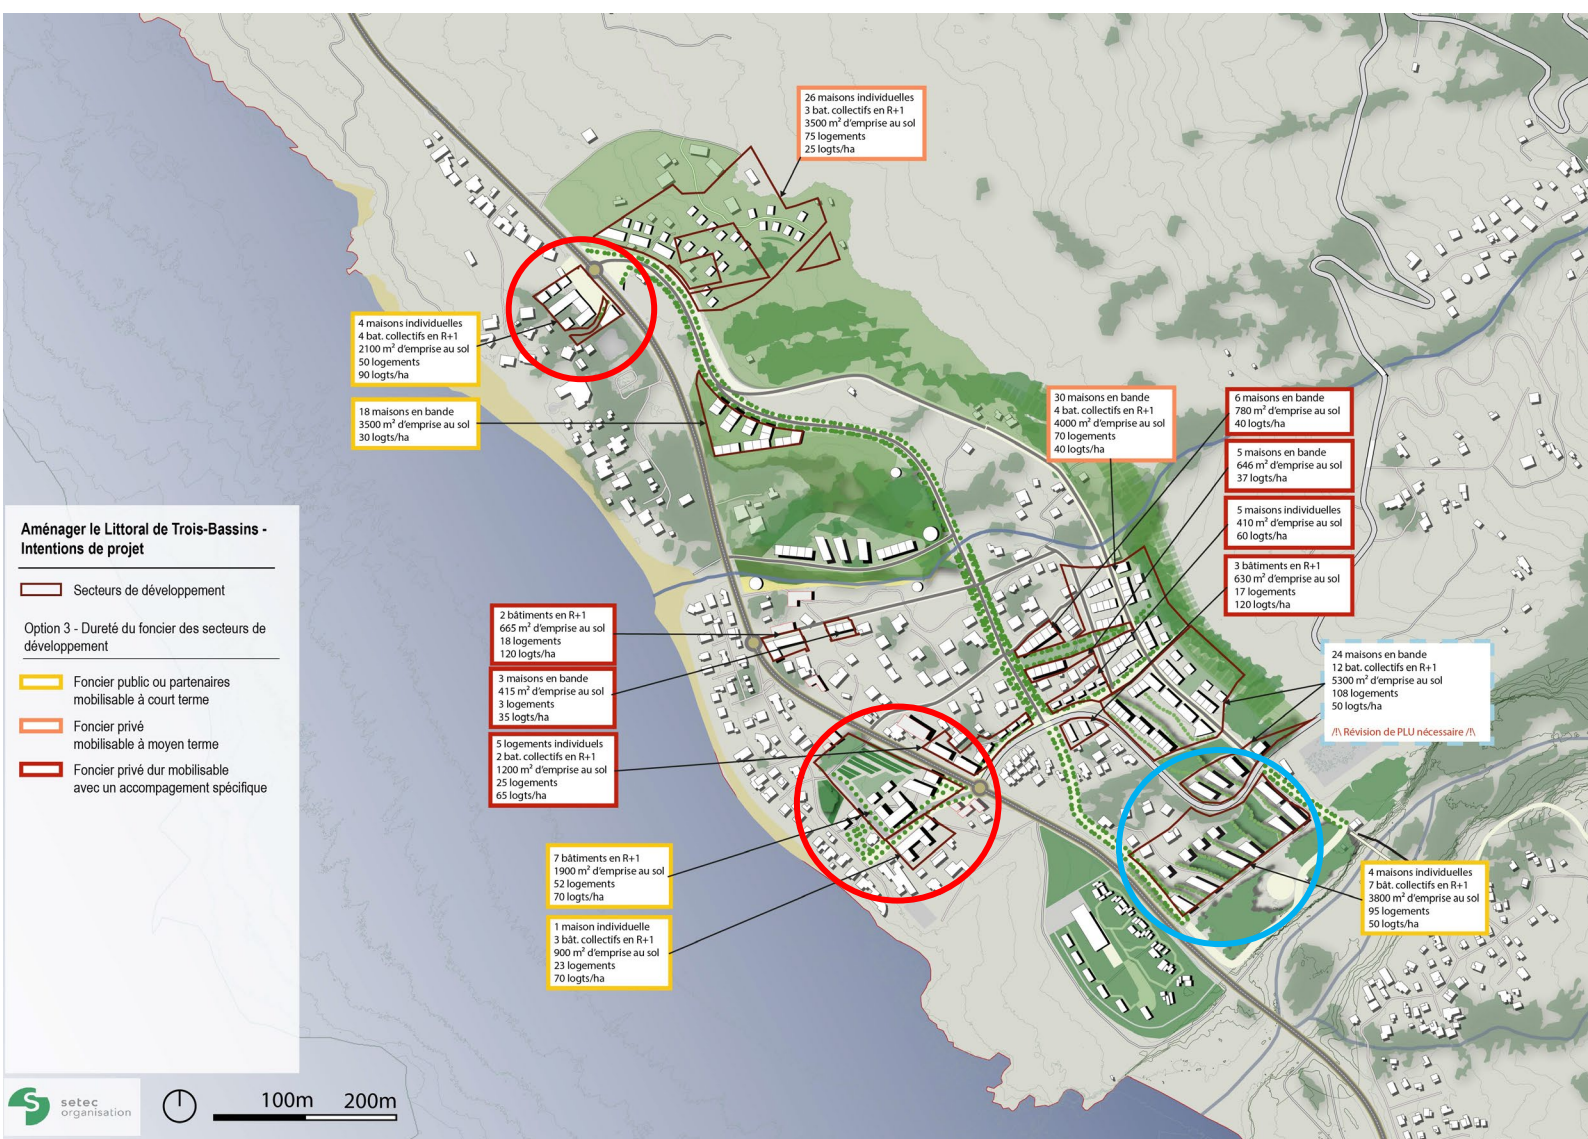 26 maisons individuelles
3 bat. collectifs en R+1
3500 m² d'emprise au sol
75 logements
25 logts/ha
4 maisons individuelles
4 bat. collectifs en R+1
2100 m² d'emprise au sol
50 logements
90 logts/ha
18 maisons en bande
3500 m² d'emprise au sol
30 logts/ha
30 maisons en bande
4 bat. collectifs en R+1
4000 m² d'emprise au sol
70 logements
40 logts/ha
6 maisons en bande
780 m² d'emprise au sol
40 logts/ha
5 maisons en bande
646 m² d'emprise au sol
37 logts/ha
5 maisons individuelles
410 m² d'emprise au sol
60 logts/ha
3 bâtiments en R+1
630 m² d'emprise au sol
17 logements
120 logts/ha
24 maisons en bande
12 bat. collectifs en R+1
5300 m² d'emprise au sol
108 logements
50 logts/ha
/!\ Révision de PLU nécessaire /!\
2 bâtiments en R+1
665 m² d'emprise au sol
18 logements
120 logts/ha
3 maisons en bande
415 m² d'emprise au sol
3 logements
35 logts/ha
5 logements individuels
2 bat. collectifs en R+1
1200 m² d'emprise au sol
25 logements
65 logts/ha
7 bâtiments en R+1
1900 m² d'emprise au sol
52 logements
70 logts/ha
1 maison individuelle
3 bât. collectifs en R+1
900 m² d'emprise au sol
23 logements
70 logts/ha
4 maisons individuelles
7 bât. collectifs en R+1
3800 m² d'emprise au sol
95 logements
50 logts/ha
Aménager le Littoral de Trois-Bassins -
Intentions de projet
Secteurs de développement
Option 3 - Dureté du foncier des secteurs de
développement
Foncier public ou partenaires
mobilisable à court terme
Foncier privé
mobilisable à moyen terme
Foncier privé dur mobilisable
avec un accompagnement spécifique
setec
organisation
100m 200m